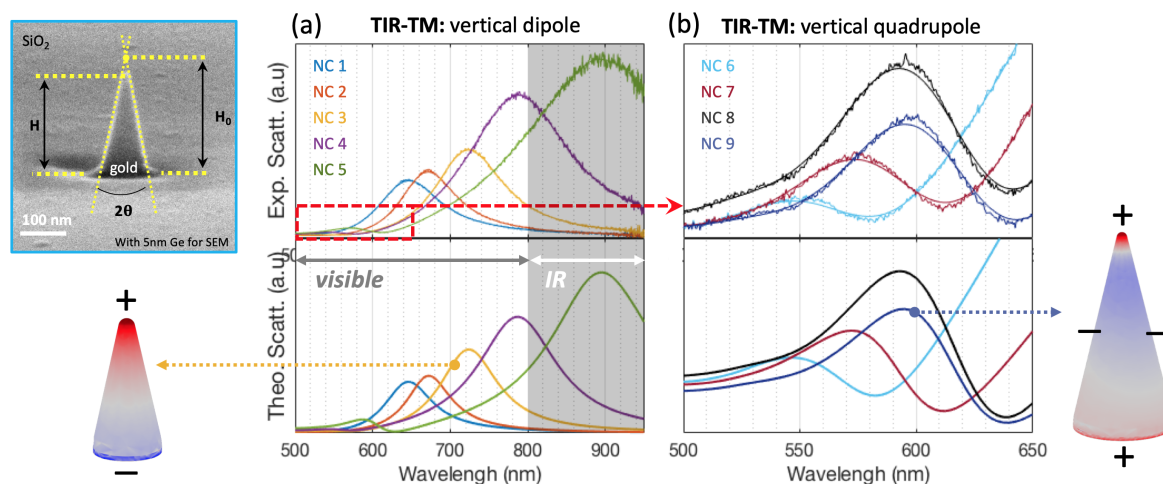 SiO2
H
H0
gold
2θ
100 nm
With 5nm Ge for SEM
(a) TIR-TM: vertical dipole
NC 1
NC 2
NC 3
NC 4
NC 5
Exp. Scatt. (a.u)
visible
IR
Theo. Scatt. (a.u)
500 600 700 800 900
Wavelengh (nm)
+
–
(b) TIR-TM: vertical quadrupole
NC 6
NC 7
NC 8
NC 9
500 550 600 650
Wavelengh (nm)
+
– –
+